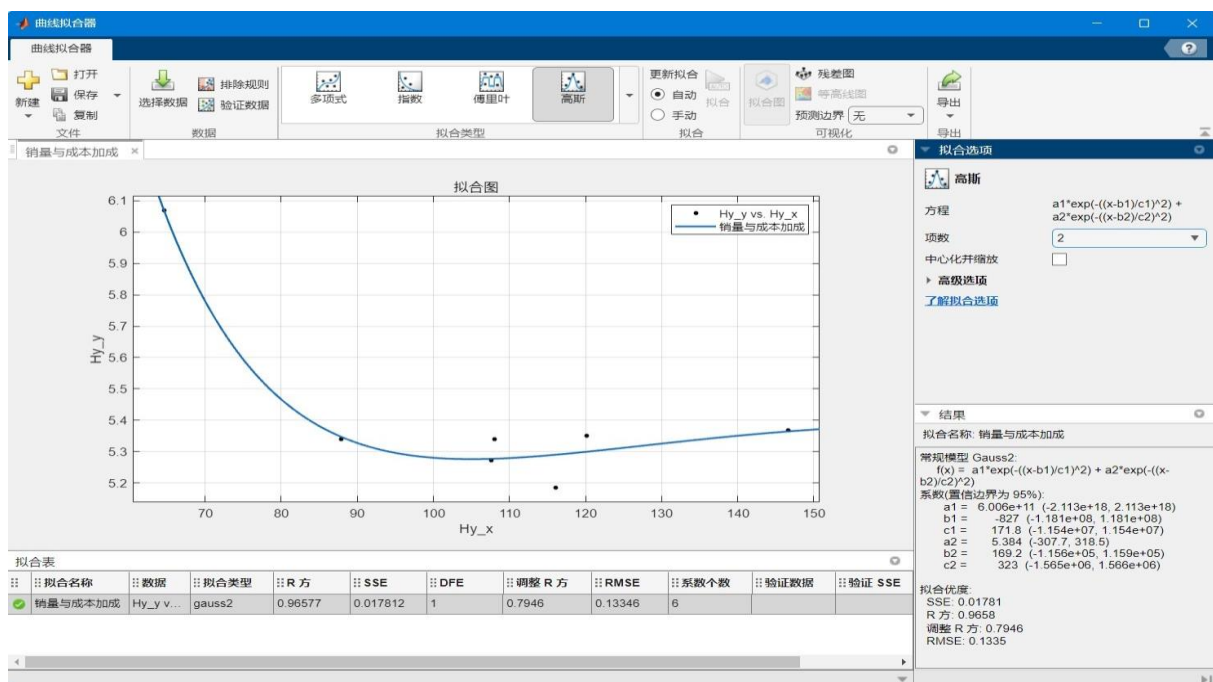 曲线拟合器
曲线拟合器
新建
打开
保存
复制
文件
选择数据
排除规则
验证数据
数据
多项式
指数
傅里叶
高斯
拟合类型
更新拟合
自动
手动
拟合
拟合
拟合图
残差图
等高线图
预测边界 无
可视化
导出
导出
销量与成本加成
拟合图
6.1
6
5.9
5.8
5.7
5.6
5.5
5.4
5.3
5.2
Hy_y
70 80 90 100 110 120 130 140 150
Hy_x
Hy_y vs. Hy_x
销量与成本加成
拟合表
拟合名称 数据 拟合类型 R 方 SSE DFE 调整 R 方 RMSE 系数个数 验证数据 验证 SSE
销量与成本加成 Hy_y v... gauss2 0.96577 0.017812 1 0.7946 0.13346 6
拟合选项
高斯
方程 a1*exp(-((x-b1)/c1)^2) +
a2*exp(-((x-b2)/c2)^2)
项数 2
中心化并缩放
高级选项
了解拟合选项
结果
拟合名称: 销量与成本加成
常规模型 Gauss2:
f(x) = a1*exp(-((x-b1)/c1)^2) + a2*exp(-((x-
b2)/c2)^2)
系数(置信边界为 95%):
a1 = 6.006e+11 (-2.113e+18, 2.113e+18)
b1 = -827 (-1.181e+08, 1.181e+08)
c1 = 171.8 (-1.154e+07, 1.154e+07)
a2 = 5.384 (-307.7, 318.5)
b2 = 169.2 (-1.156e+05, 1.159e+05)
c2 = 323 (-1.565e+06, 1.566e+06)
拟合优度:
SSE: 0.01781
R 方: 0.9658
调整 R 方: 0.7946
RMSE: 0.1335